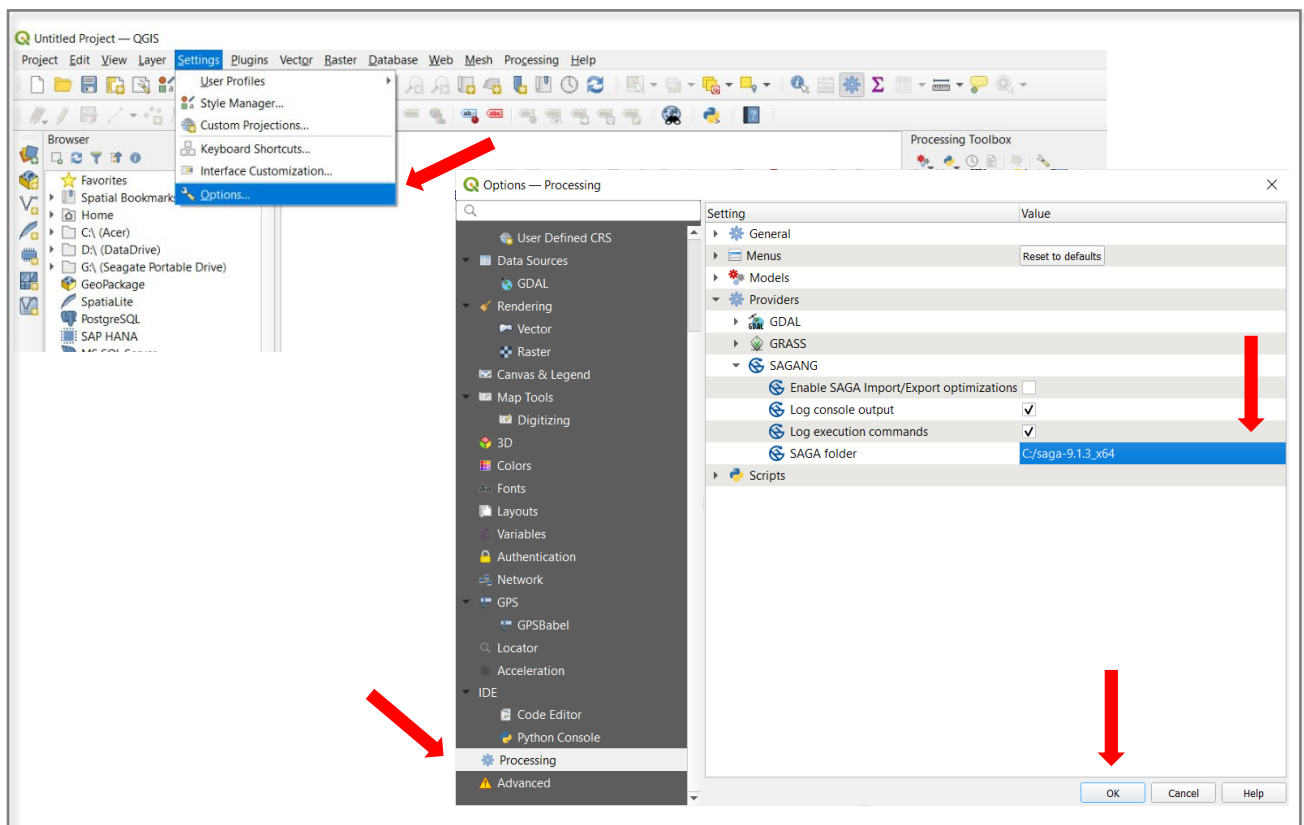 Untitled Project — QGIS
Project Edit View Layer Settings Plugins Vector Raster Database Web Mesh Processing Help
User Profiles
Style Manager...
Custom Projections...
Keyboard Shortcuts...
Interface Customization...
Options...
Browser
Favorites
Spatial Bookmark
Home
C:\ (Acer)
D:\ (DataDrive)
G:\ (Seagate Portable Drive)
GeoPackage
SpatiaLite
PostgreSQL
SAP HANA
Processing Toolbox
Options — Processing
User Defined CRS
Data Sources
GDAL
Rendering
Vector
Raster
Canvas & Legend
Map Tools
Digitizing
3D
Colors
Fonts
Layouts
Variables
Authentication
Network
GPS
GPSBabel
Locator
Acceleration
IDE
Code Editor
Python Console
Processing
Advanced
Setting Value
General
Menus Reset to defaults
Models
Providers
GDAL
GRASS
SAGANG
Enable SAGA Import/Export optimizations
Log console output
Log execution commands
SAGA folder C:/saga-9.1.3_x64
Scripts
OK Cancel Help